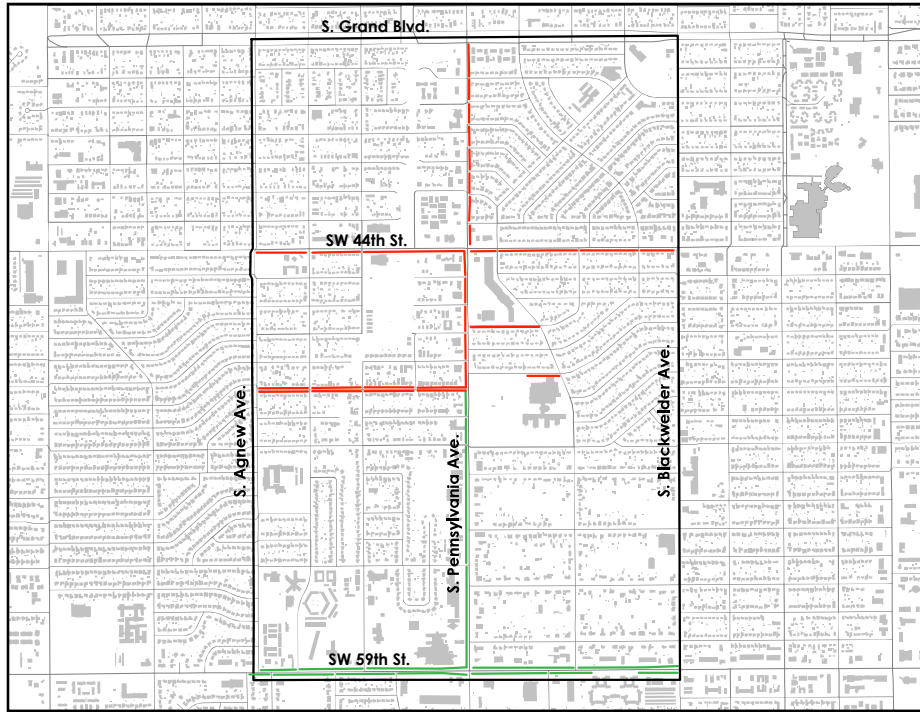 S. Grand Blvd.
SW 44th St.
S. Agnew Ave.
S. Pennsylvania Ave.
S. Blackwelder Ave.
SW 59th St.